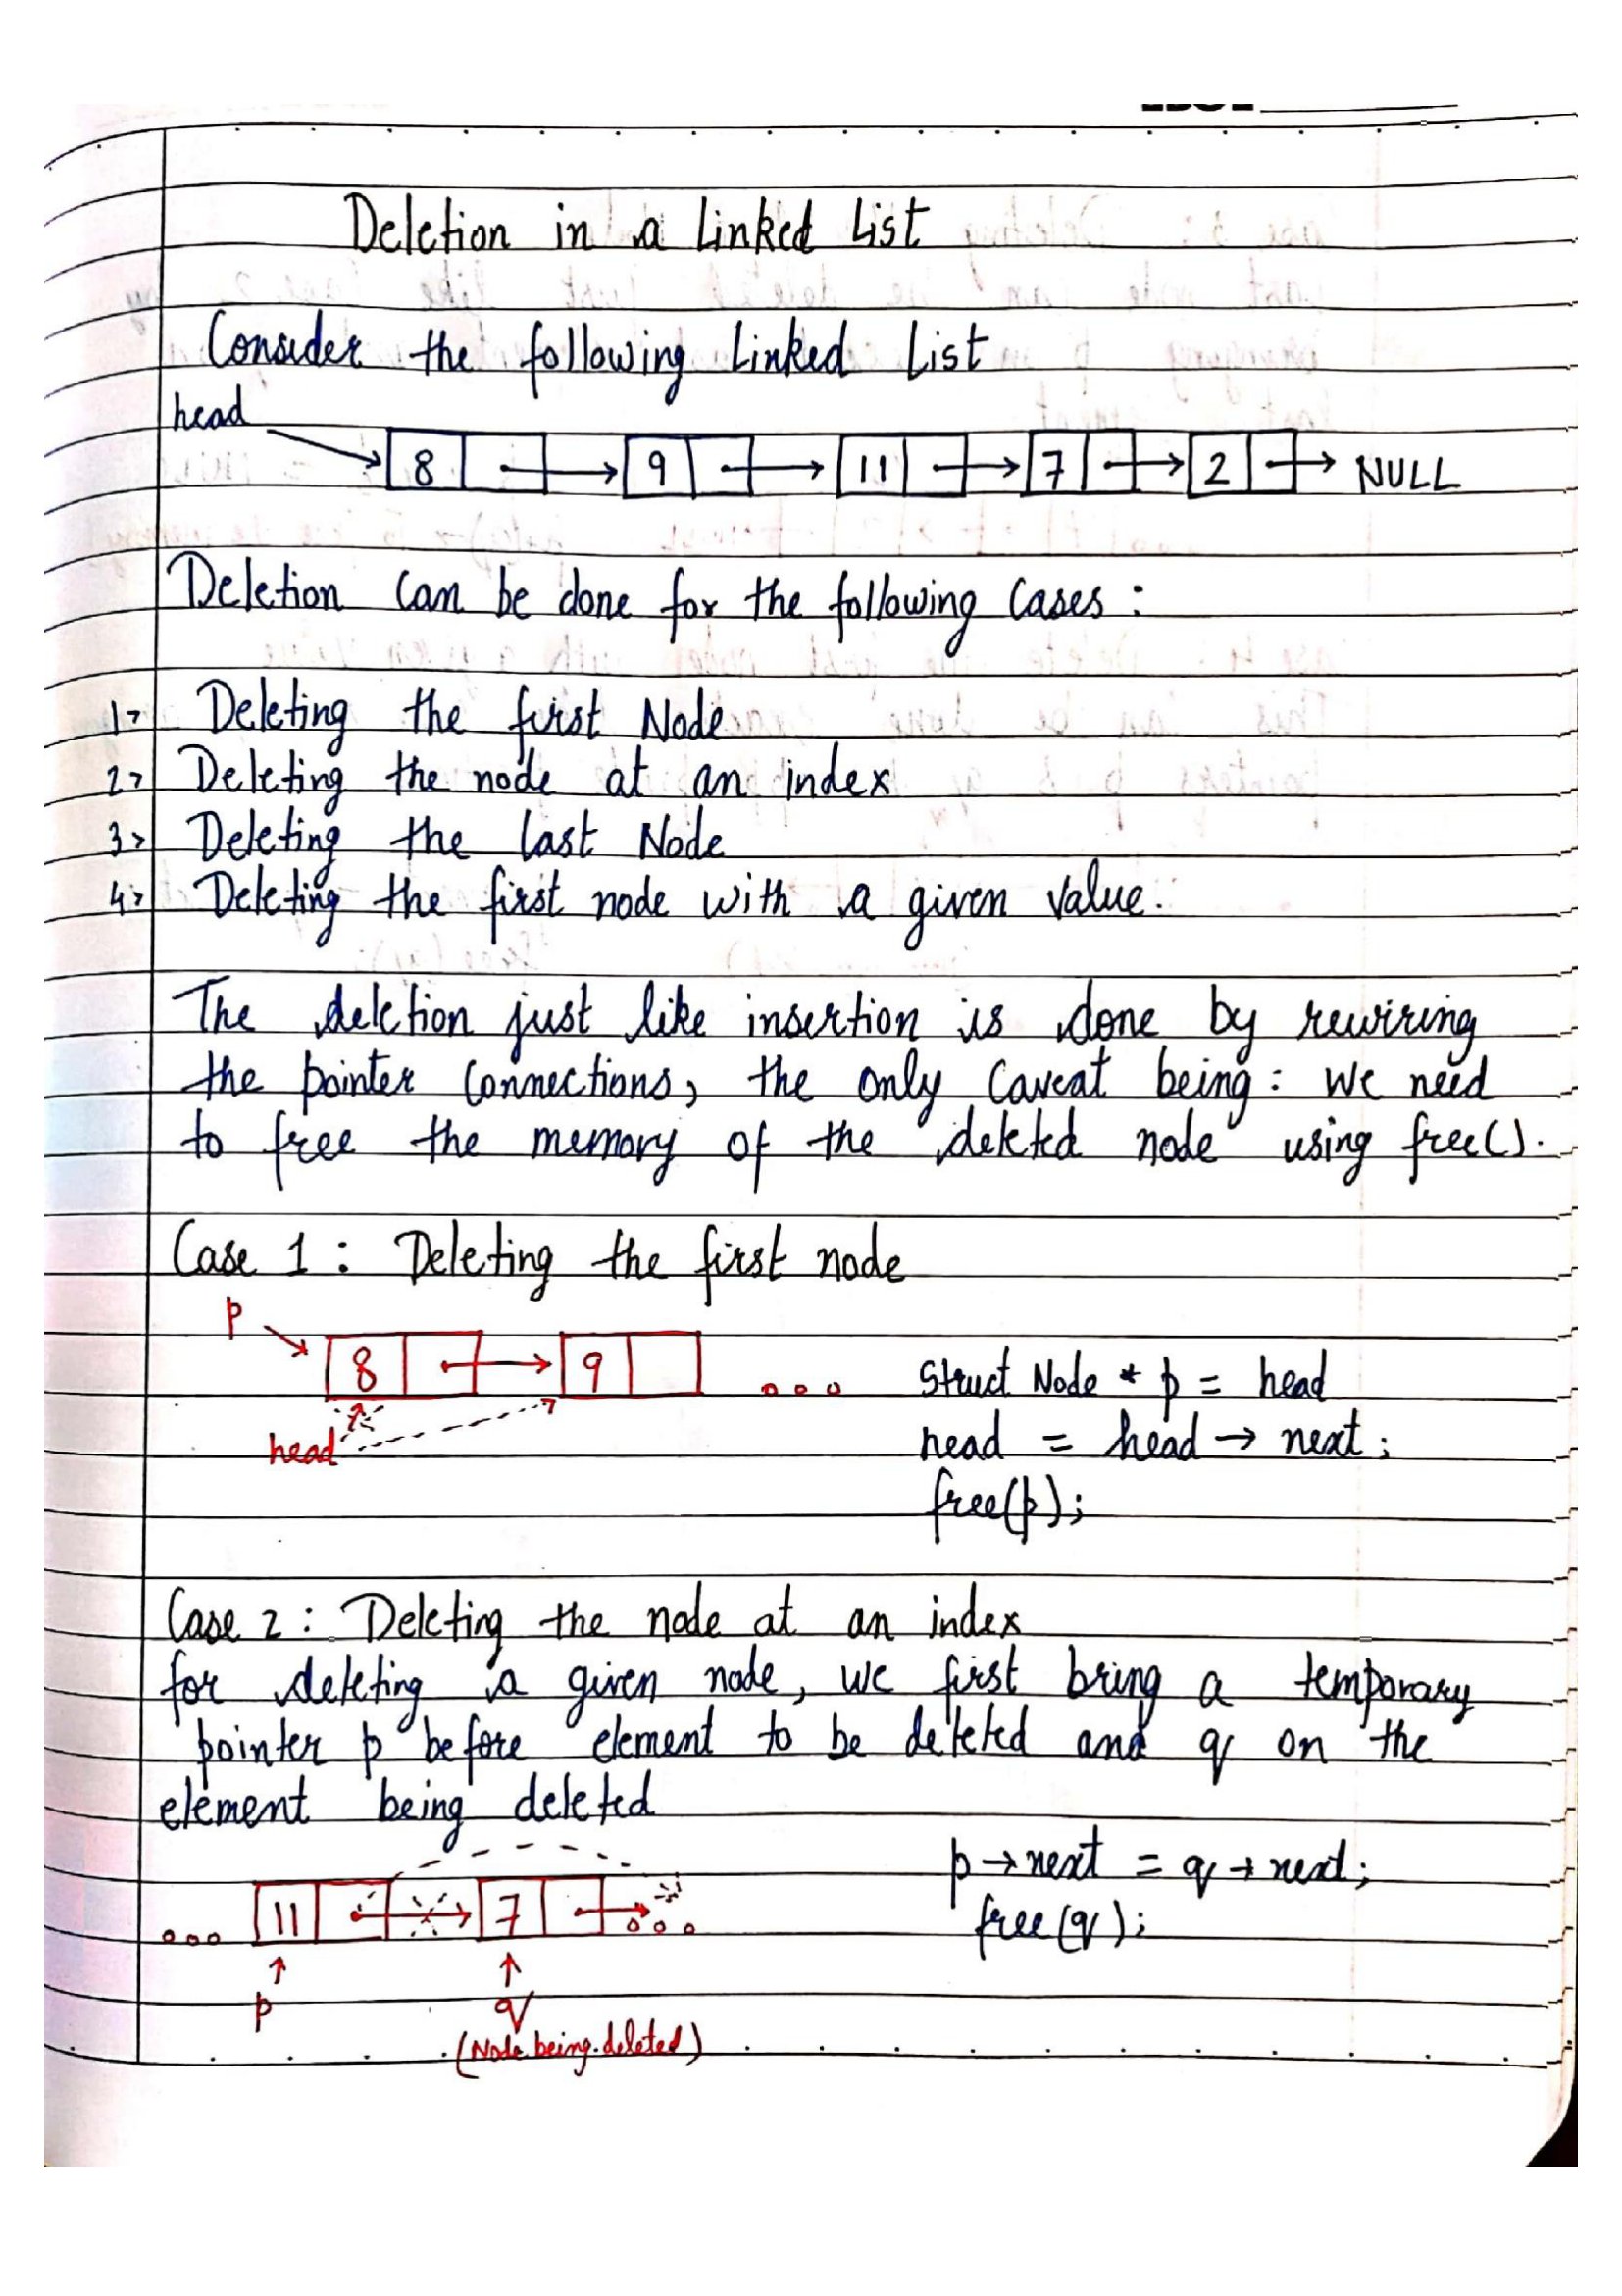 Deletion in a Linked List
Consider the following Linked List
head
8 9 11 7 2 NULL
Deletion can be done for the following cases :
1> Deleting the first Node
2> Deleting the node at an index
3> Deleting the last Node
4> Deleting the first node with a given value.
The deletion just like insertion is done by rewiring
the pointer connections, the only caveat being: We need
to free the memory of the deleted node using free().
Case 1 : Deleting the first node
p
8 → 9 ... Struct Node * p = head
head head = head → next ;
free(p);
Case 2 : Deleting the node at an index
for deleting a given node, we first bring a temporary
pointer p before element to be deleted and q on the
element being deleted
p → next = q → next;
... 11 → 7 → ... free (q);
p q
(Node being deleted)